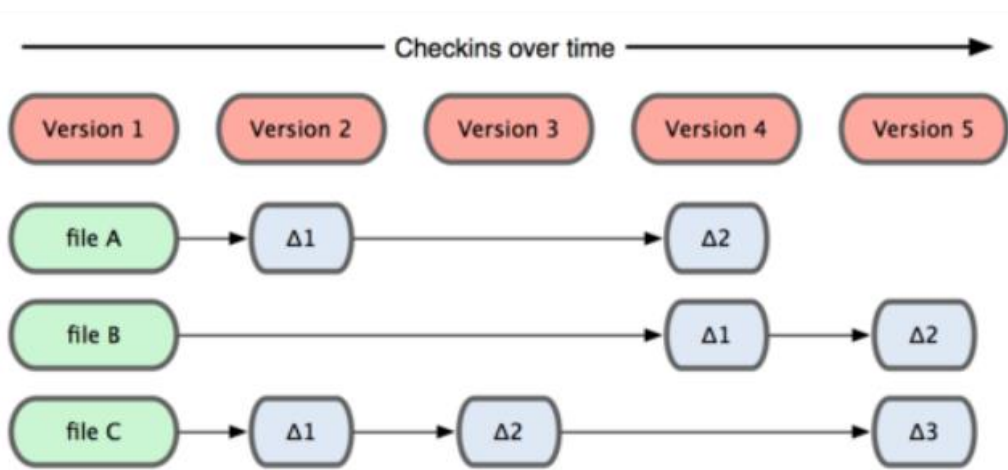 Checkins over time
Version 1 Version 2 Version 3 Version 4 Version 5
file A Δ1 Δ2
file B Δ1 Δ2
file C Δ1 Δ2 Δ3